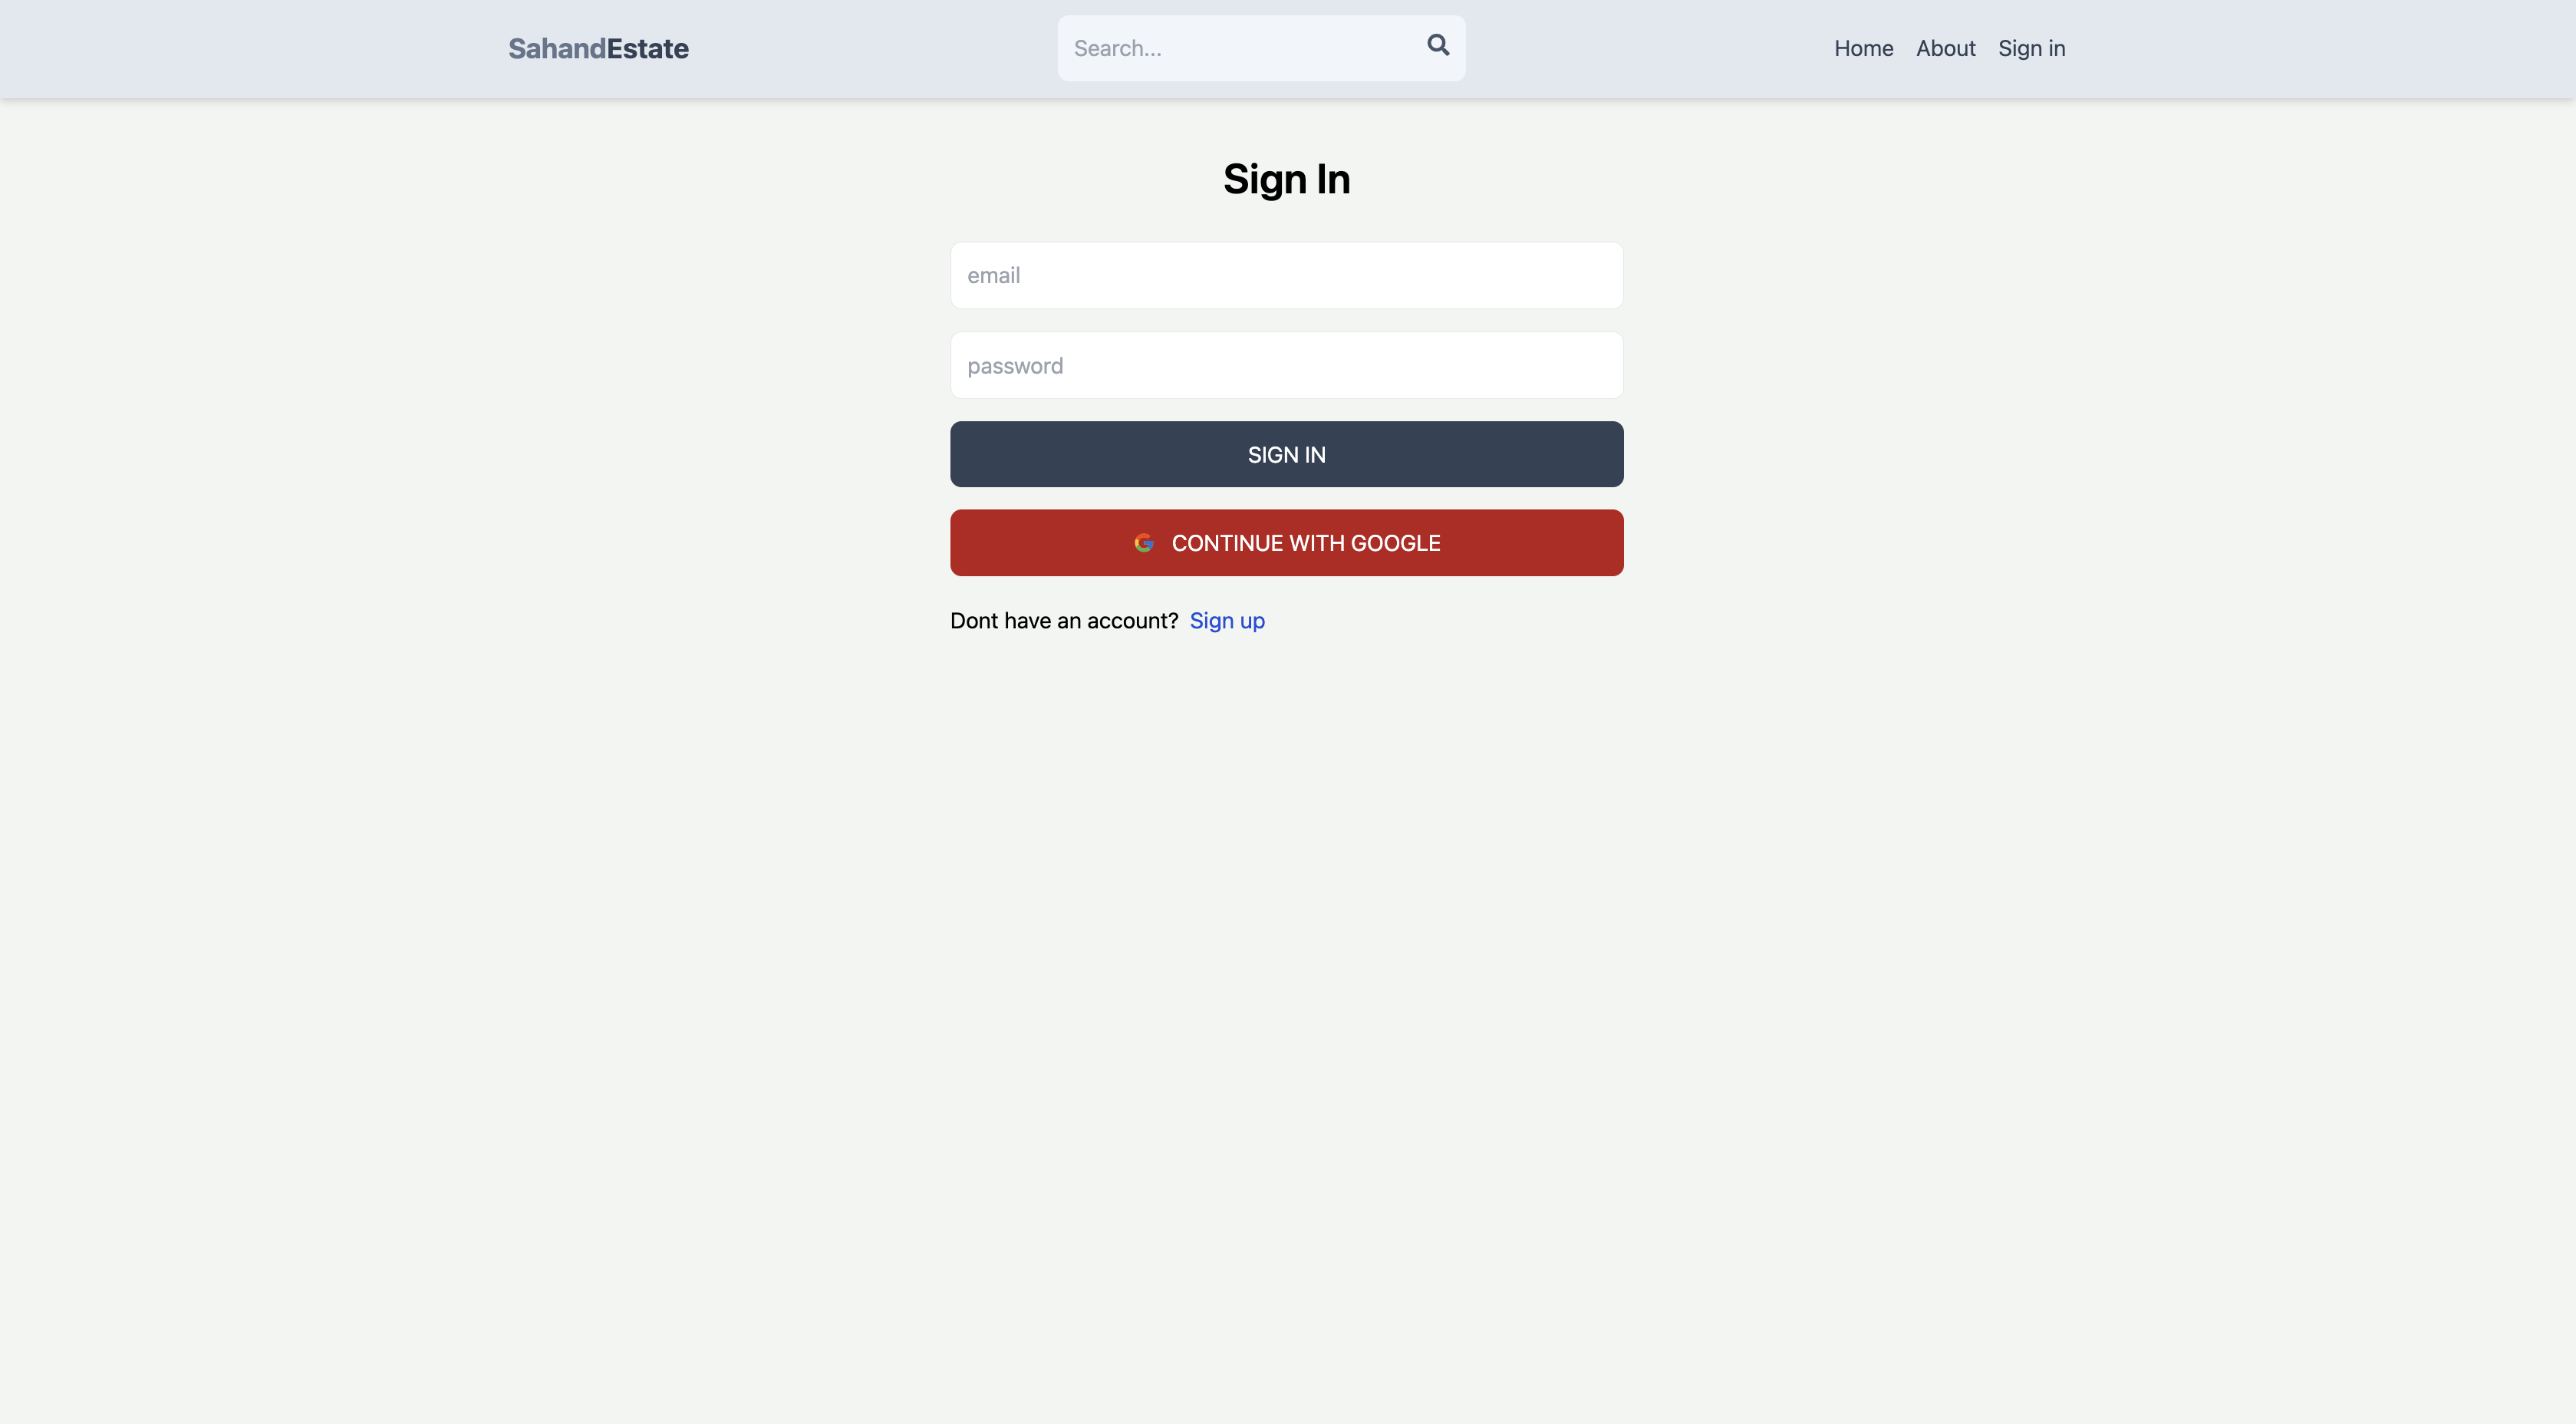 SahandEstate
Search...
Home About Sign in
Sign In
email
password
SIGN IN
CONTINUE WITH GOOGLE
Dont have an account? Sign up